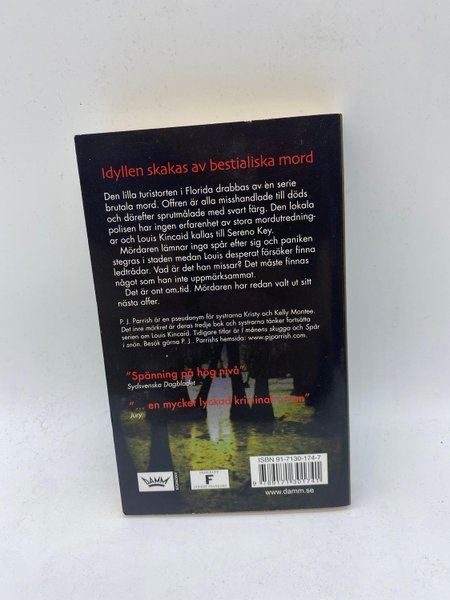 Idyllen skakas av bestialiska mord
Den lilla turistorten i Florida drabbas av en serie
brutala mord. Offren är alla misshandlade till döds
och därefter sprutmålade med svart färg. Den lokala
polisen har ingen erfarenhet av stora mordutredning-
ar och Louis Kincaid kallas till Sereno Key.
Mördaren lämnar inga spår efter sig och paniken
stegras i staden medan Louis desperat försöker finna
ledtrådar. Vad är det han missar? Det måste finnas
något som han inte uppmärksammat.
Det är ont om tid. Mördaren har redan valt ut sitt
nästa offer.
P. J. Parrish är en pseudonym för systrarna Kristy och Kelly Montee.
Det inre mörkret är deras tredje bok och systrarna tänker fortsätta
serien om Louis Kincaid. Tidigare titlar är I månens skugga och Spår
i snön. Besök gärna P. J. Parrishs hemsida: www.pjparrish.com.
"Spänning på hög nivå"
Sydsvenska Dagbladet
"... en mycket lyckad kriminalroman"
Jury
ISBN 91-7130-174-7
9 789171 301741
www.damm.se
DAMM
F